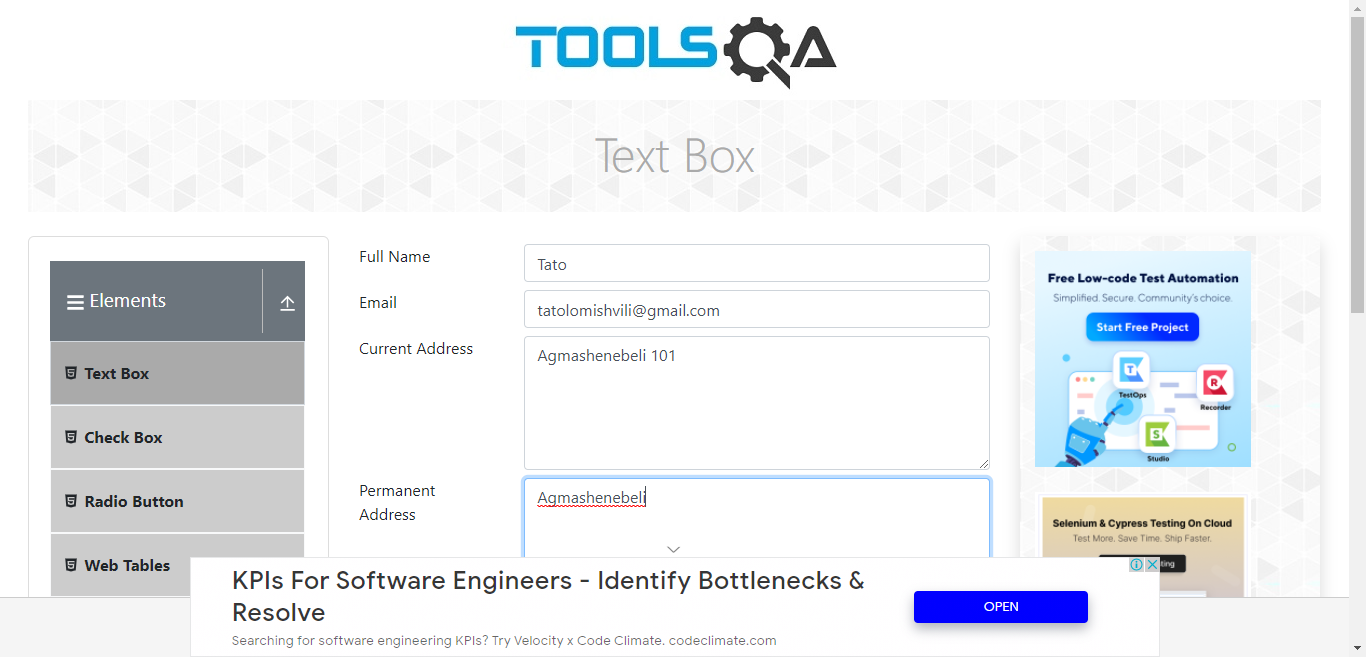 TOOLSQA
Text Box
Elements
Text Box
Check Box
Radio Button
Web Tables
Full Name
Tato
Email
tatolomishvili@gmail.com
Current Address
Agmashenebeli 101
Permanent
Address
Agmashenebeli
Free Low-code Test Automation
Simplified. Secure. Community's choice.
Start Free Project
TestOps
Recorder
Studio
Selenium & Cypress Testing On Cloud
Test More. Save Time. Ship Faster.
KPIs For Software Engineers - Identify Bottlenecks &
Resolve
Searching for software engineering KPIs? Try Velocity x Code Climate. codeclimate.com
OPEN